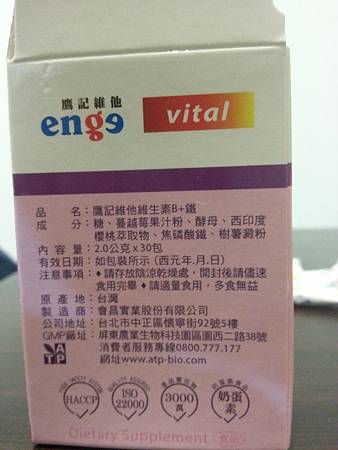 鷹記維他
enge
vital
品名：鷹記維他維生素B+鐵
成分：糖、蔓越莓果汁粉、酵母、西印度
櫻桃萃取物、焦磷酸鐵、樹薯澱粉
內容量：2.0公克x30包
有效日期：如包裝所示(西元年.月.日)
注意事項：♦請存放陰涼乾燥處，開封後請儘速
食用完畢 ♦請適量食用，多食無益
原產地：台灣
製造商：會昌實業股份有限公司
公司地址：台北市中正區懷寧街92號5樓
GMP廠址：屏東農業生物科技園區園西二路38號
消費者服務專線0800.777.177
網址www.atp-bio.com
ATP
HACCP
ISO
22000
3000
萬
奶蛋
素
Dietary Supplement 食品